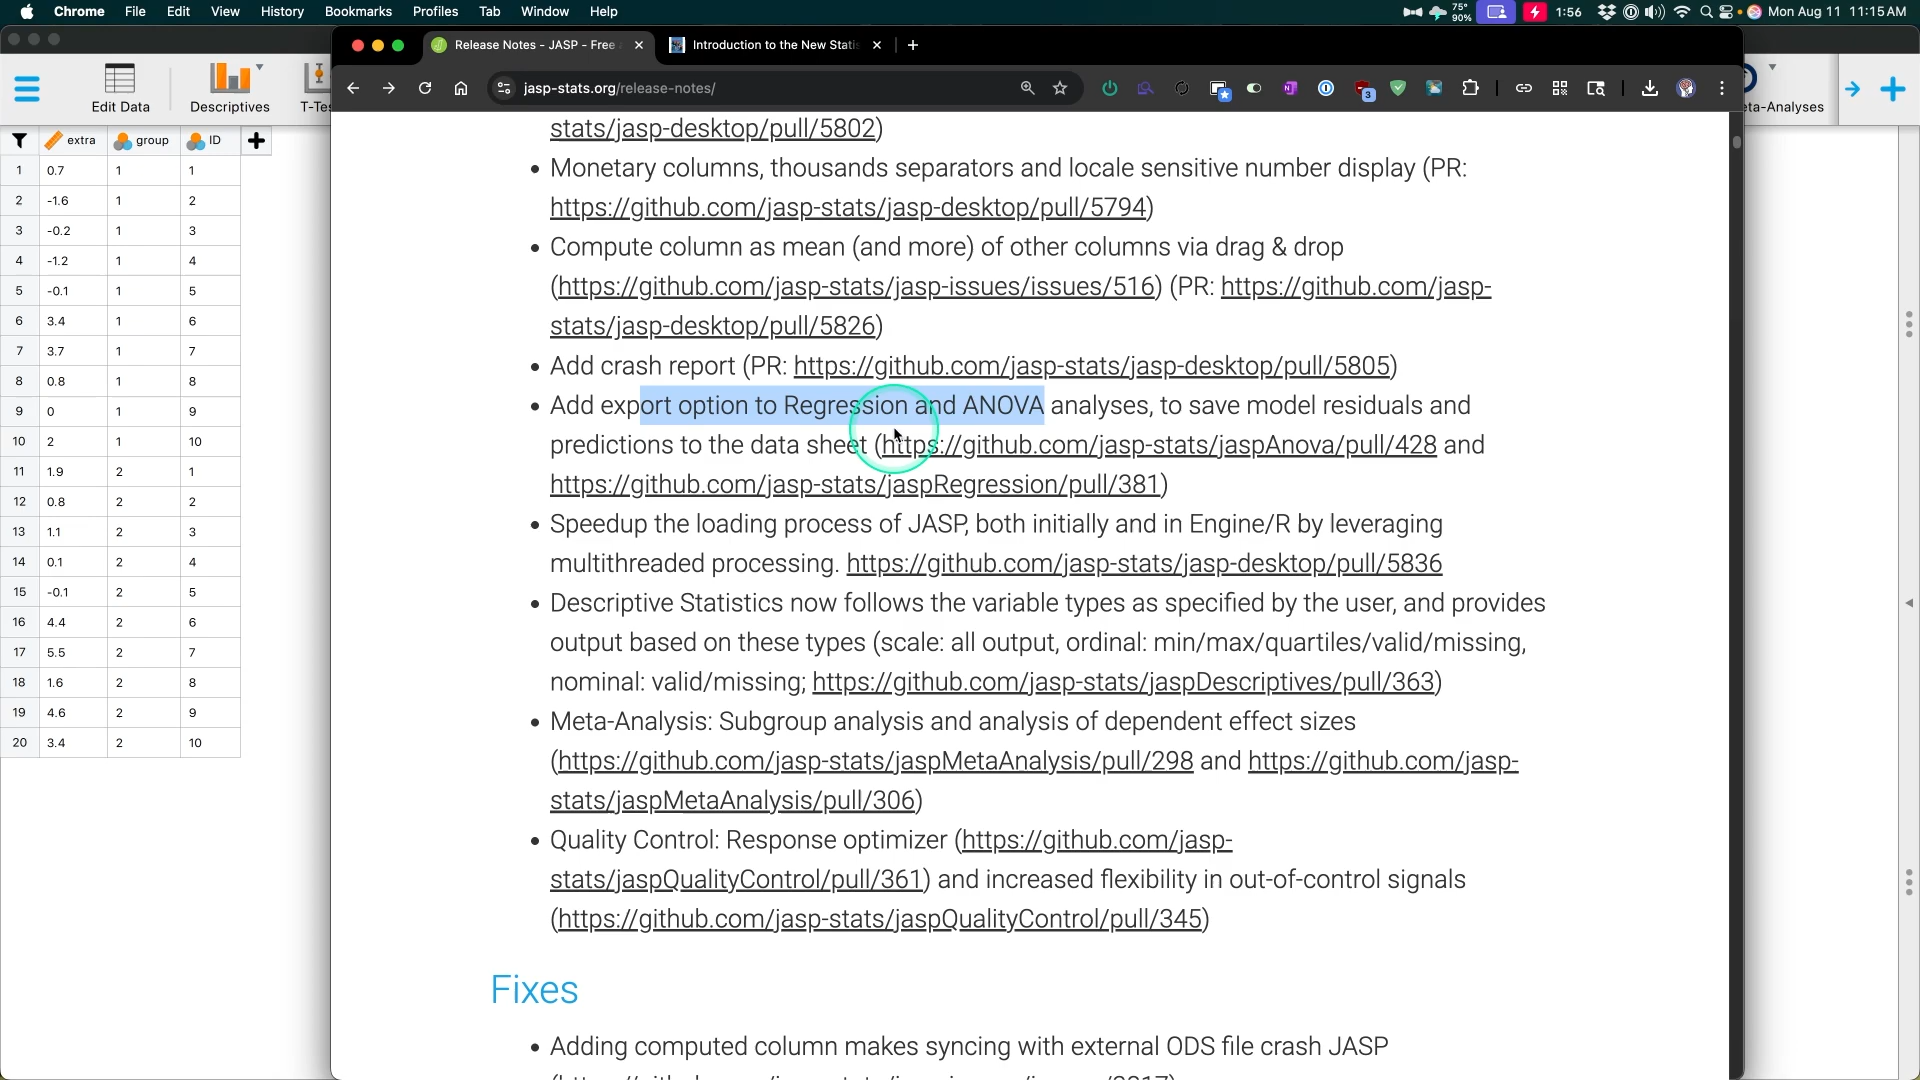 Chrome File Edit View History Bookmarks Profiles Tab Window Help
75° 90% 1:56 Mon Aug 11 11:15 AM
Release Notes - JASP - Free
Introduction to the New Stati
jasp-stats.org/release-notes/
3
Edit Data
Descriptives
T-Tes
eta-Analyses
extra group ID
1 0.7 1 1
2 -1.6 1 2
3 -0.2 1 3
4 -1.2 1 4
5 -0.1 1 5
6 3.4 1 6
7 3.7 1 7
8 0.8 1 8
9 0 1 9
10 2 1 10
11 1.9 2 1
12 0.8 2 2
13 1.1 2 3
14 0.1 2 4
15 -0.1 2 5
16 4.4 2 6
17 5.5 2 7
18 1.6 2 8
19 4.6 2 9
20 3.4 2 10
stats/jasp-desktop/pull/5802)
• Monetary columns, thousands separators and locale sensitive number display (PR:
https://github.com/jasp-stats/jasp-desktop/pull/5794)
• Compute column as mean (and more) of other columns via drag & drop
(https://github.com/jasp-stats/jasp-issues/issues/516) (PR: https://github.com/jasp-
stats/jasp-desktop/pull/5826)
• Add crash report (PR: https://github.com/jasp-stats/jasp-desktop/pull/5805)
• Add export option to Regression and ANOVA analyses, to save model residuals and
predictions to the data sheet (https://github.com/jasp-stats/jaspAnova/pull/428 and
https://github.com/jasp-stats/jaspRegression/pull/381)
• Speedup the loading process of JASP, both initially and in Engine/R by leveraging
multithreaded processing. https://github.com/jasp-stats/jasp-desktop/pull/5836
• Descriptive Statistics now follows the variable types as specified by the user, and provides
output based on these types (scale: all output, ordinal: min/max/quartiles/valid/missing,
nominal: valid/missing; https://github.com/jasp-stats/jaspDescriptives/pull/363)
• Meta-Analysis: Subgroup analysis and analysis of dependent effect sizes
(https://github.com/jasp-stats/jaspMetaAnalysis/pull/298 and https://github.com/jasp-
stats/jaspMetaAnalysis/pull/306)
• Quality Control: Response optimizer (https://github.com/jasp-
stats/jaspQualityControl/pull/361) and increased flexibility in out-of-control signals
(https://github.com/jasp-stats/jaspQualityControl/pull/345)
Fixes
• Adding computed column makes syncing with external ODS file crash JASP